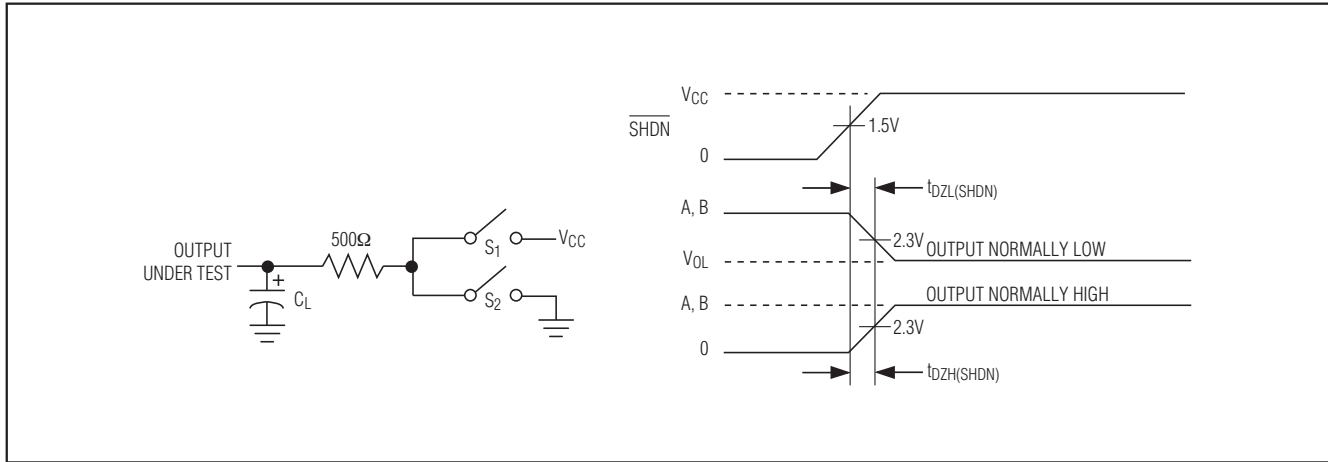 OUTPUT
UNDER TEST
500Ω
CL
+
S1
VCC
S2
VCC
SHDN
0
1.5V
tDZL(SHDN)
A, B
2.3V
VOL
OUTPUT NORMALLY LOW
A, B
OUTPUT NORMALLY HIGH
2.3V
0
tDZH(SHDN)